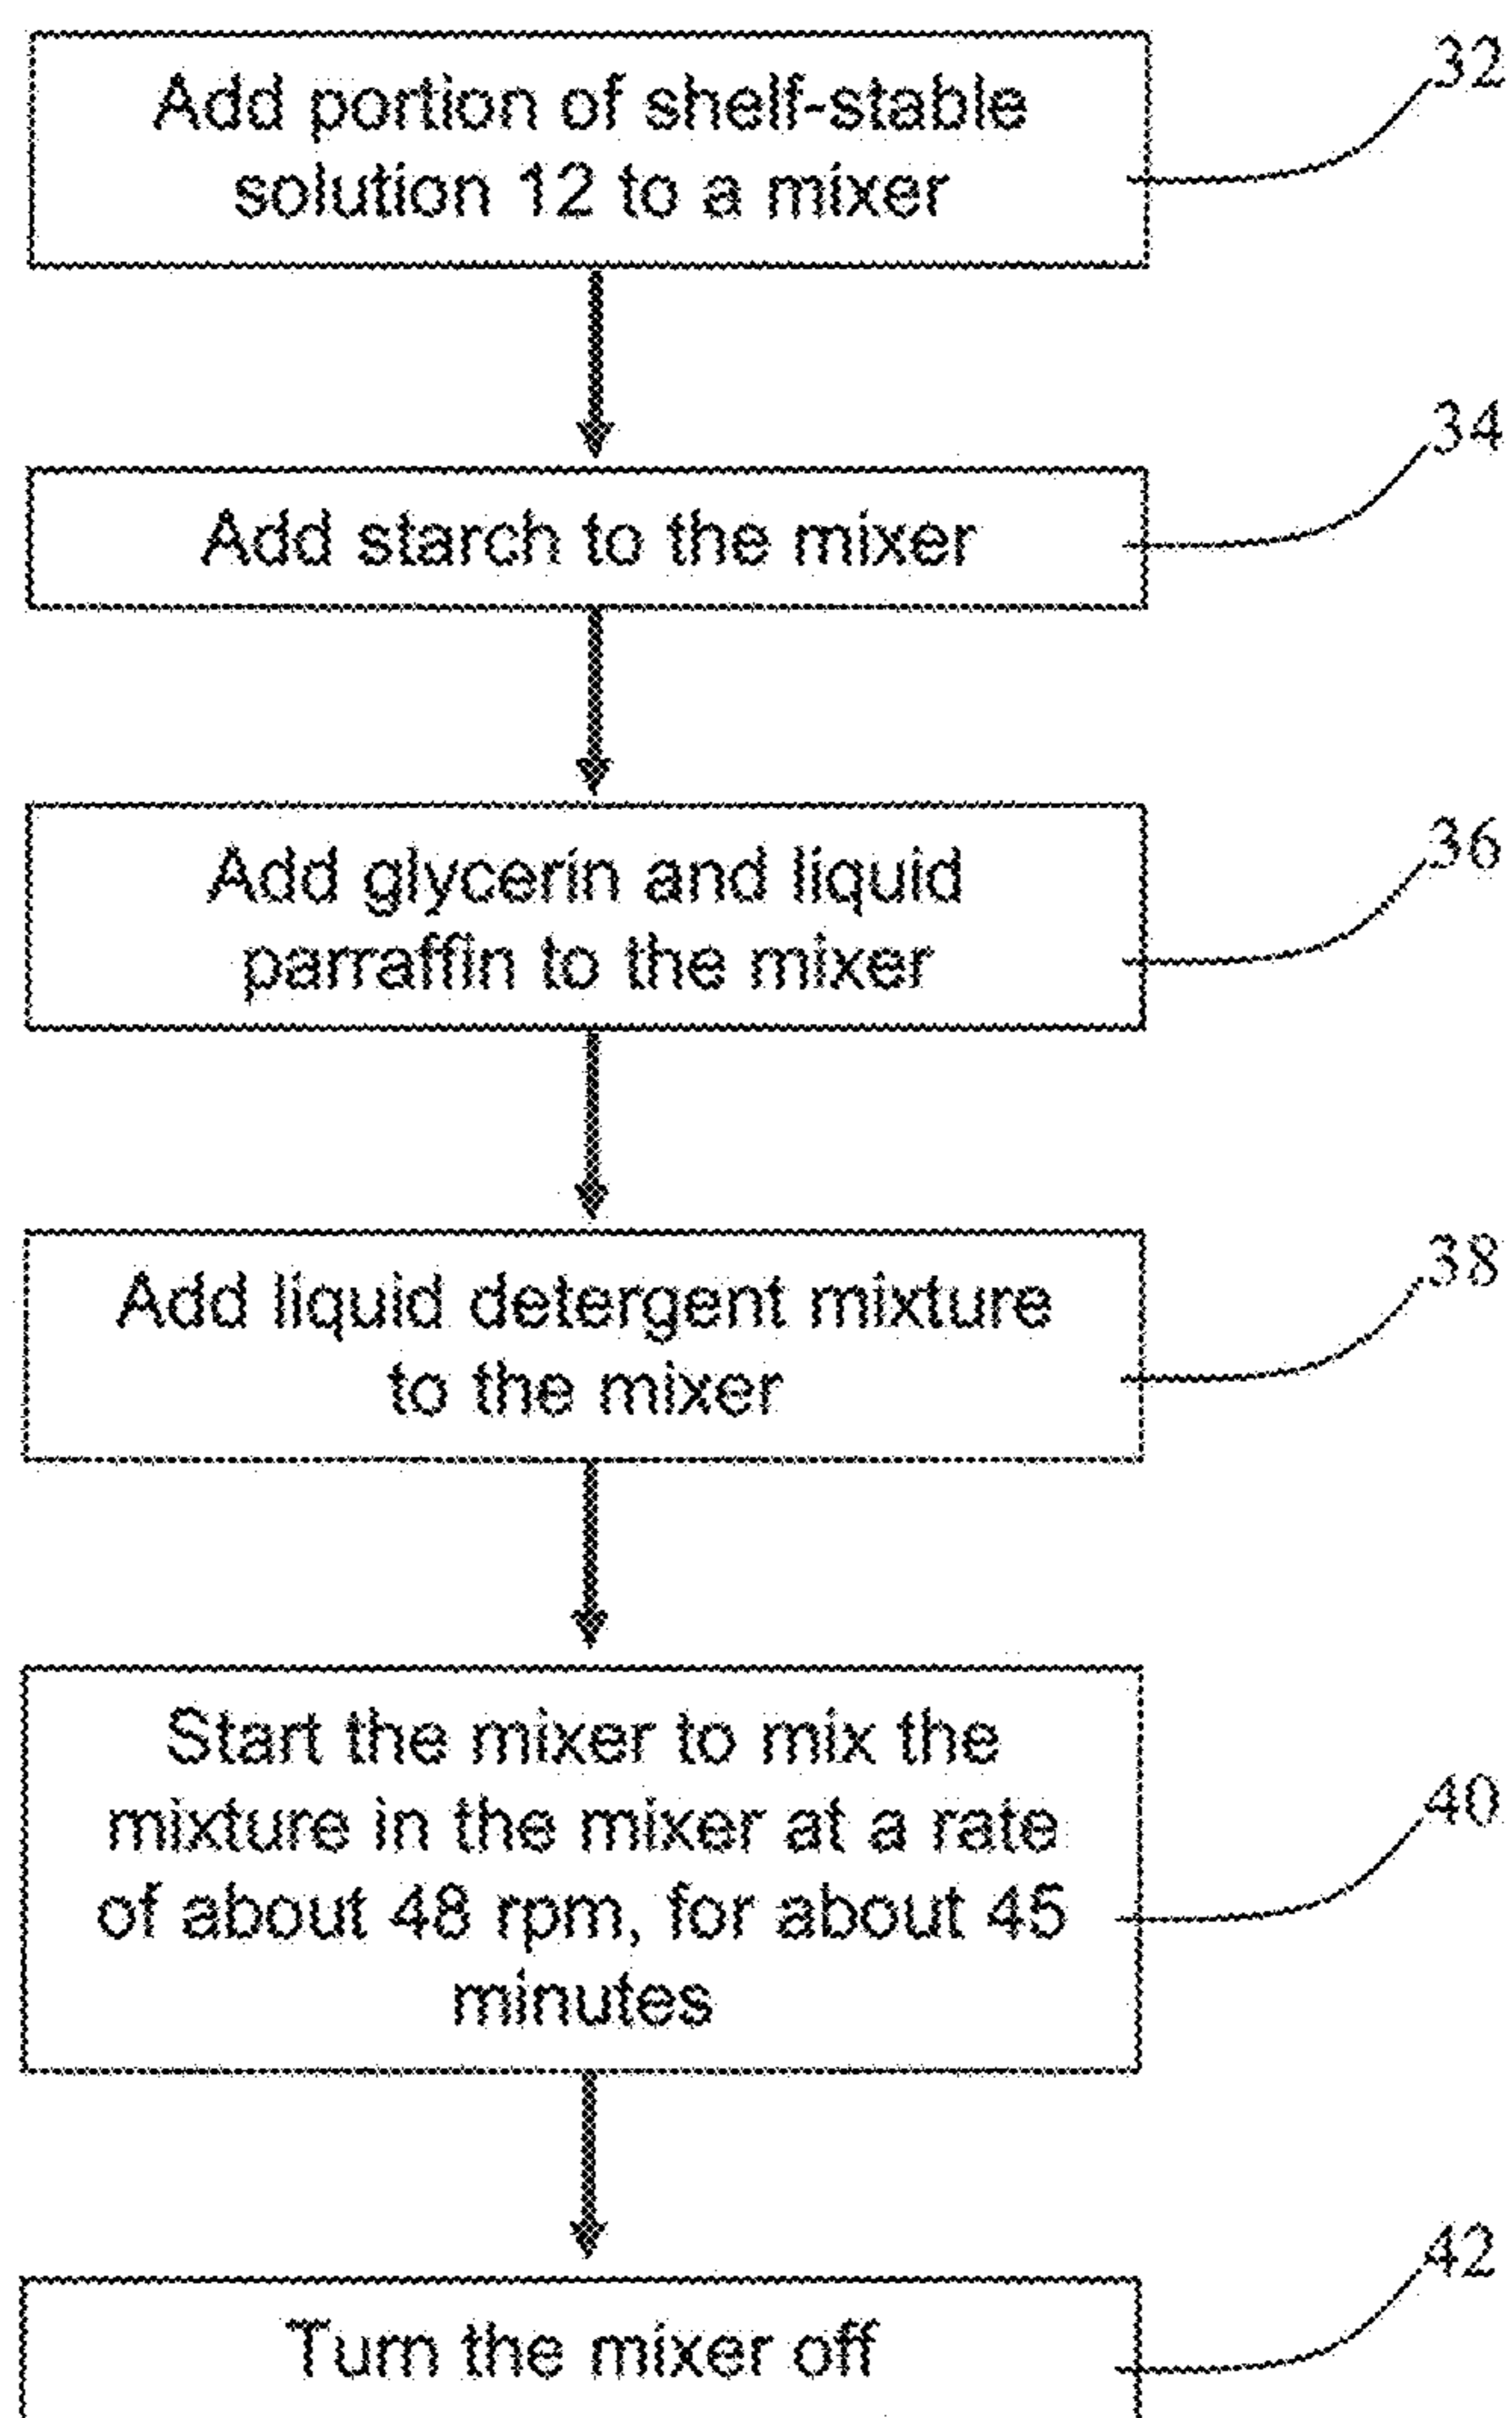 Add portion of shelf-stable
solution 12 to a mixer
32
Add starch to the mixer
34
Add glycerin and liquid
parraffin to the mixer
36
Add liquid detergent mixture
to the mixer
38
Start the mixer to mix the
mixture in the mixer at a rate
of about 48 rpm, for about 45
minutes
40
Turn the mixer off
42